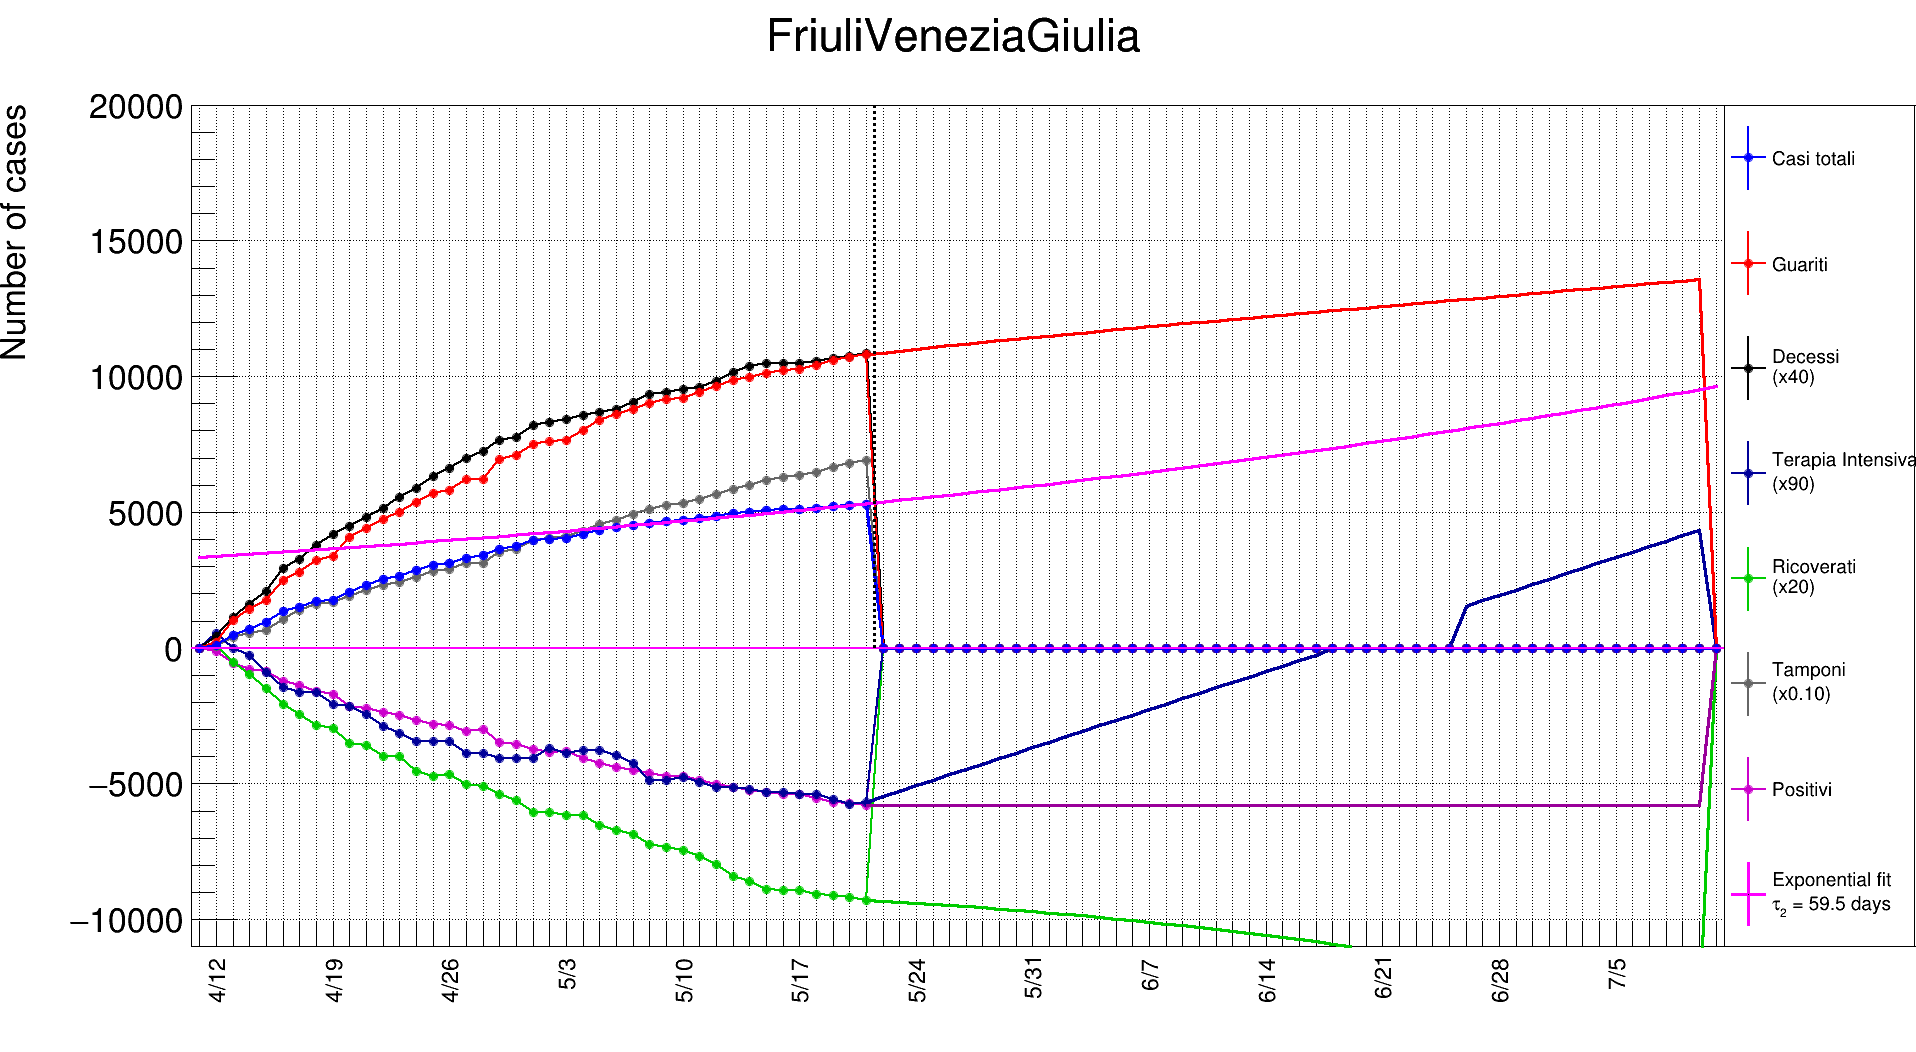 FriuliVeneziaGiulia
Number of cases
20000
15000
10000
5000
0
−5000
−10000
4/12
4/19
4/26
5/3
5/10
5/17
5/24
5/31
6/7
6/14
6/21
6/28
7/5
Casi totali
Guariti
Decessi
(x40)
Terapia Intensiva
(x90)
Ricoverati
(x20)
Tamponi
(x0.10)
Positivi
Exponential fit
τ2 = 59.5 days